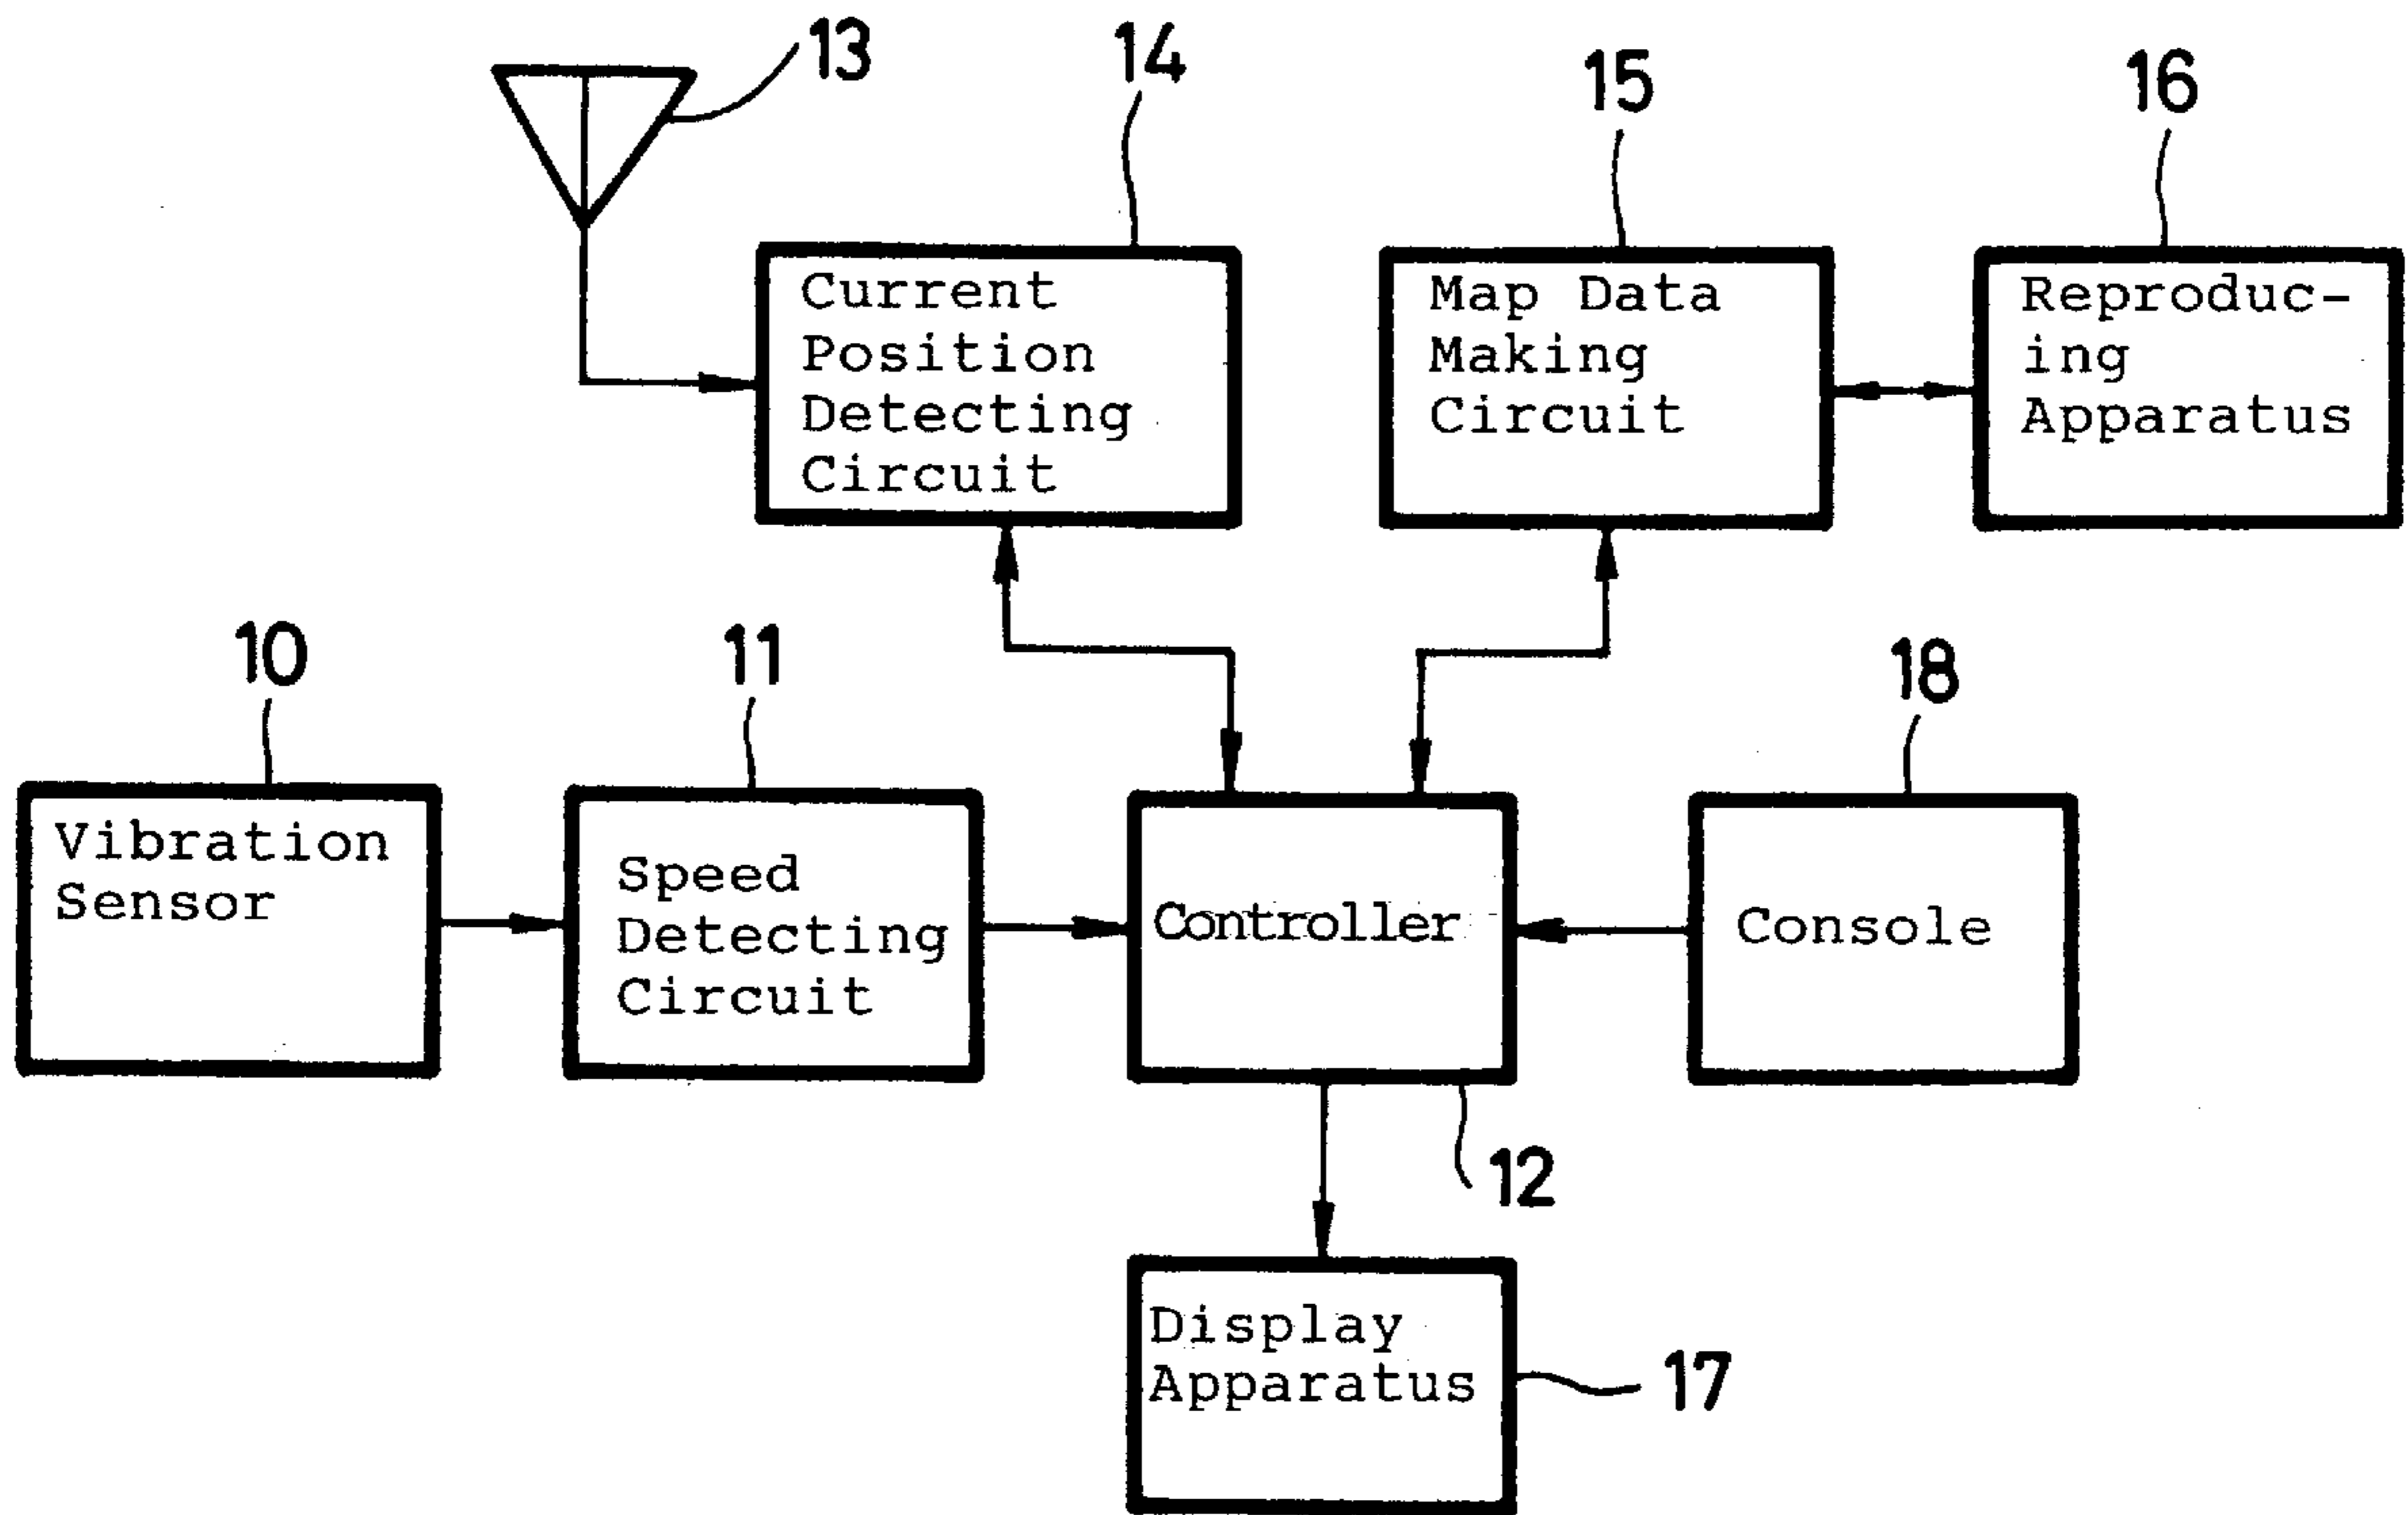 13
14
15
16
Current
Position
Detecting
Circuit
Map Data
Making
Circuit
Reproduc-
ing
Apparatus
10
11
18
Vibration
Sensor
Speed
Detecting
Circuit
Controller
Console
12
Display
Apparatus
17